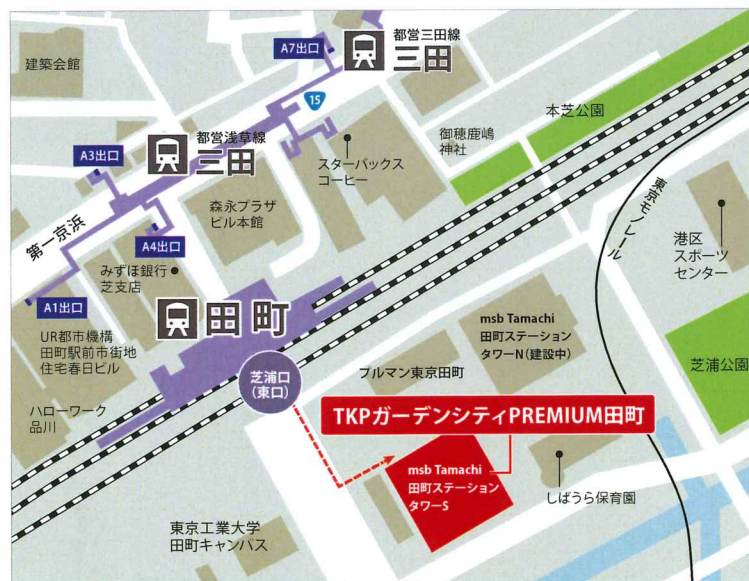 建築会館
A7出口
都営三田線
三田
15
本芝公園
御穂鹿嶋
神社
都営浅草線
三田
A3出口
スターバックス
コーヒー
森永プラザ
ビル本館
第一京浜
A4出口
みずほ銀行
芝支店
A1出口
田町
東京モノレール
港区
スポーツ
センター
UR都市機構
田町駅前市街地
住宅春日ビル
芝浦口
(東口)
msb Tamachi
田町ステーション
タワーN(建設中)
プルマン東京田町
芝浦公園
ハローワーク
品川
TKPガーデンシティPREMIUM田町
msb Tamachi
田町ステーション
タワーS
しばうら保育園
東京工業大学
田町キャンパス